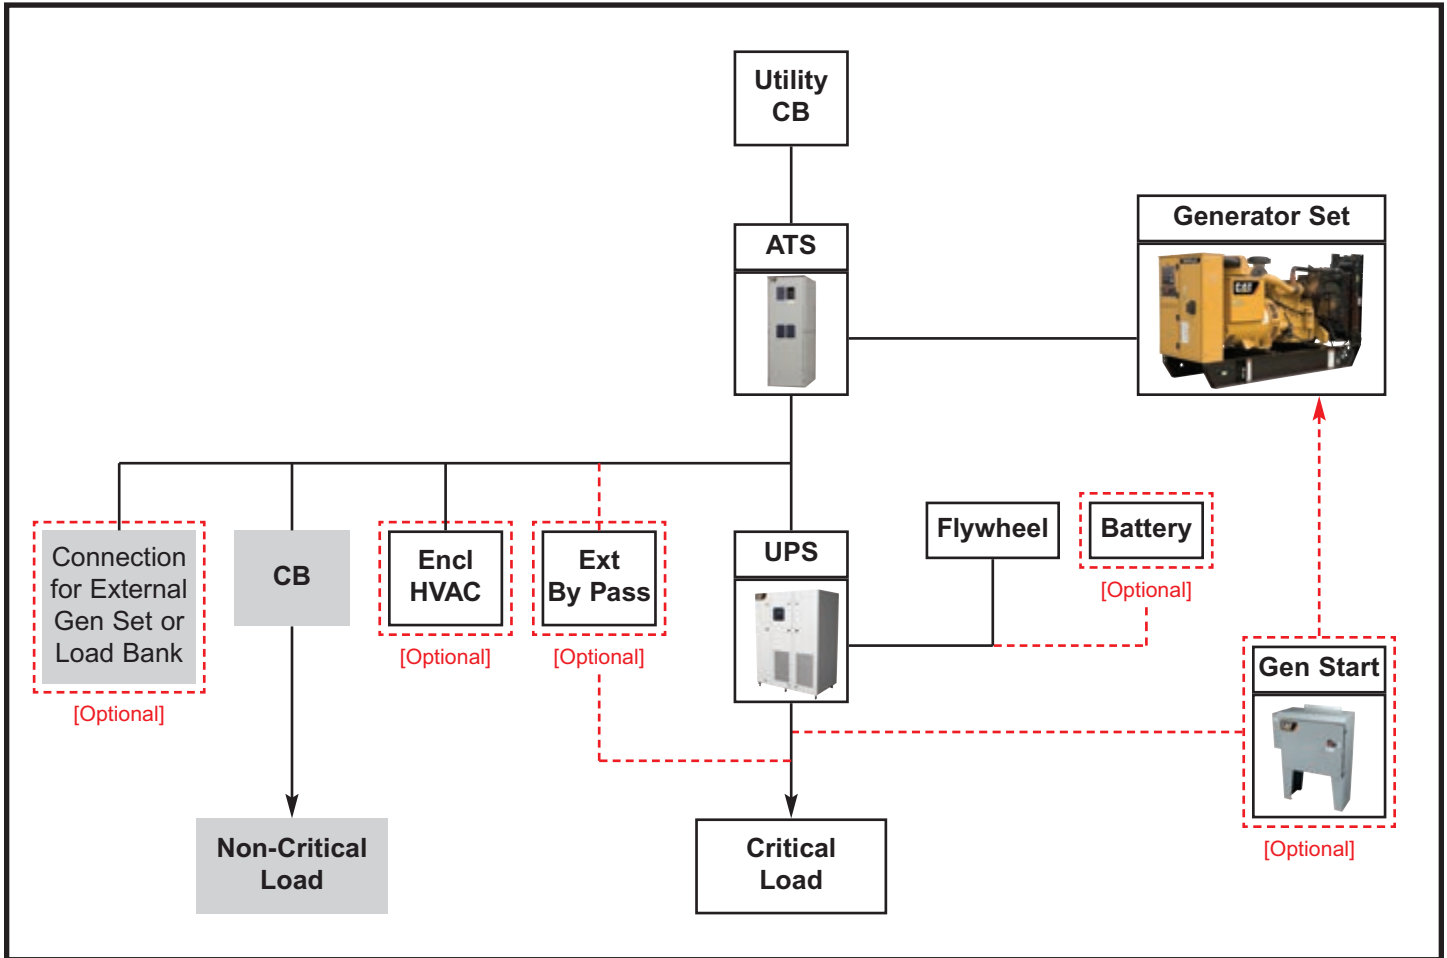 Utility
CB
ATS
Generator Set
CAT
Connection
for External
Gen Set or
Load Bank
[Optional]
CB
Encl
HVAC
[Optional]
Ext
By Pass
[Optional]
UPS
Flywheel
Battery
[Optional]
Gen Start
[Optional]
Non-Critical
Load
Critical
Load